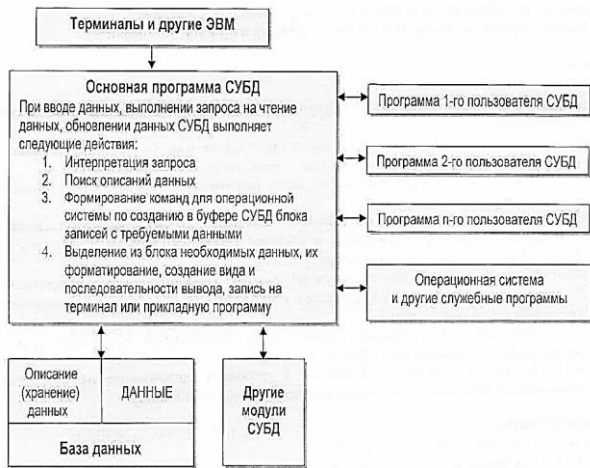 Терминалы и другие ЭВМ
Основная программа СУБД
При вводе данных, выполнении запроса на чтение
данных, обновлении данных СУБД выполняет
следующие действия:
1. Интерпретация запроса
2. Поиск описаний данных
3. Формирование команд для операционной
системы по созданию в буфере СУБД блока
записей с требуемыми данными
4. Выделение из блока необходимых данных, их
форматирование, создание вида и
последовательности вывода, запись на
терминал или прикладную программу
Программа 1-го пользователя СУБД
Программа 2-го пользователя СУБД
Программа n-го пользователя СУБД
Операционная система
и другие служебные программы
Описание
(хранение)
данных
ДАННЫЕ
База данных
Другие
модули
СУБД